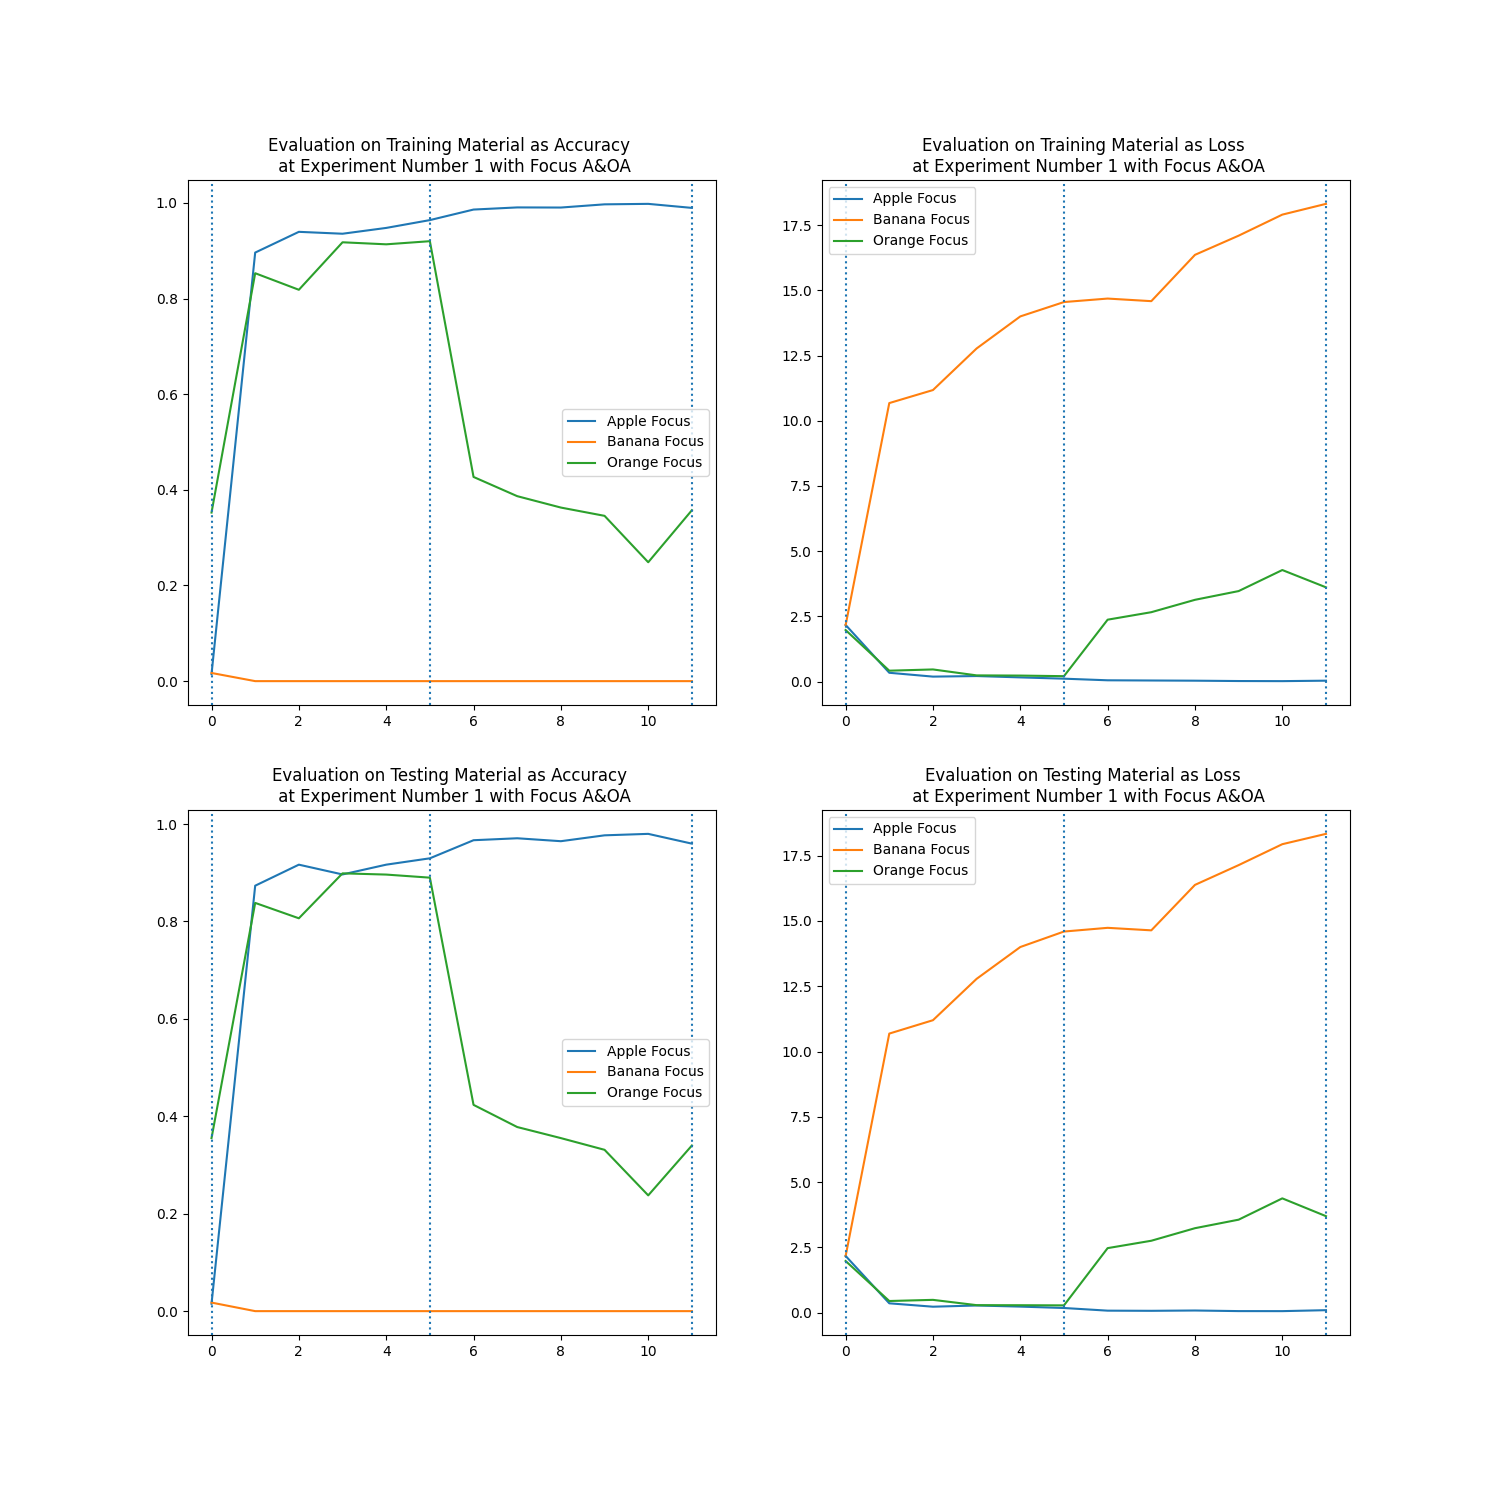 Evaluation on Training Material as Accuracy
at Experiment Number 1 with Focus A&OA
1.0
0.8
0.6
0.4
0.2
0.0
Apple Focus
Banana Focus
Orange Focus
0 2 4 6 8 10
Evaluation on Training Material as Loss
at Experiment Number 1 with Focus A&OA
Apple Focus
Banana Focus
Orange Focus
17.5
15.0
12.5
10.0
7.5
5.0
2.5
0.0
0 2 4 6 8 10
Evaluation on Testing Material as Accuracy
at Experiment Number 1 with Focus A&OA
1.0
0.8
0.6
0.4
0.2
0.0
Apple Focus
Banana Focus
Orange Focus
0 2 4 6 8 10
Evaluation on Testing Material as Loss
at Experiment Number 1 with Focus A&OA
Apple Focus
Banana Focus
Orange Focus
17.5
15.0
12.5
10.0
7.5
5.0
2.5
0.0
0 2 4 6 8 10